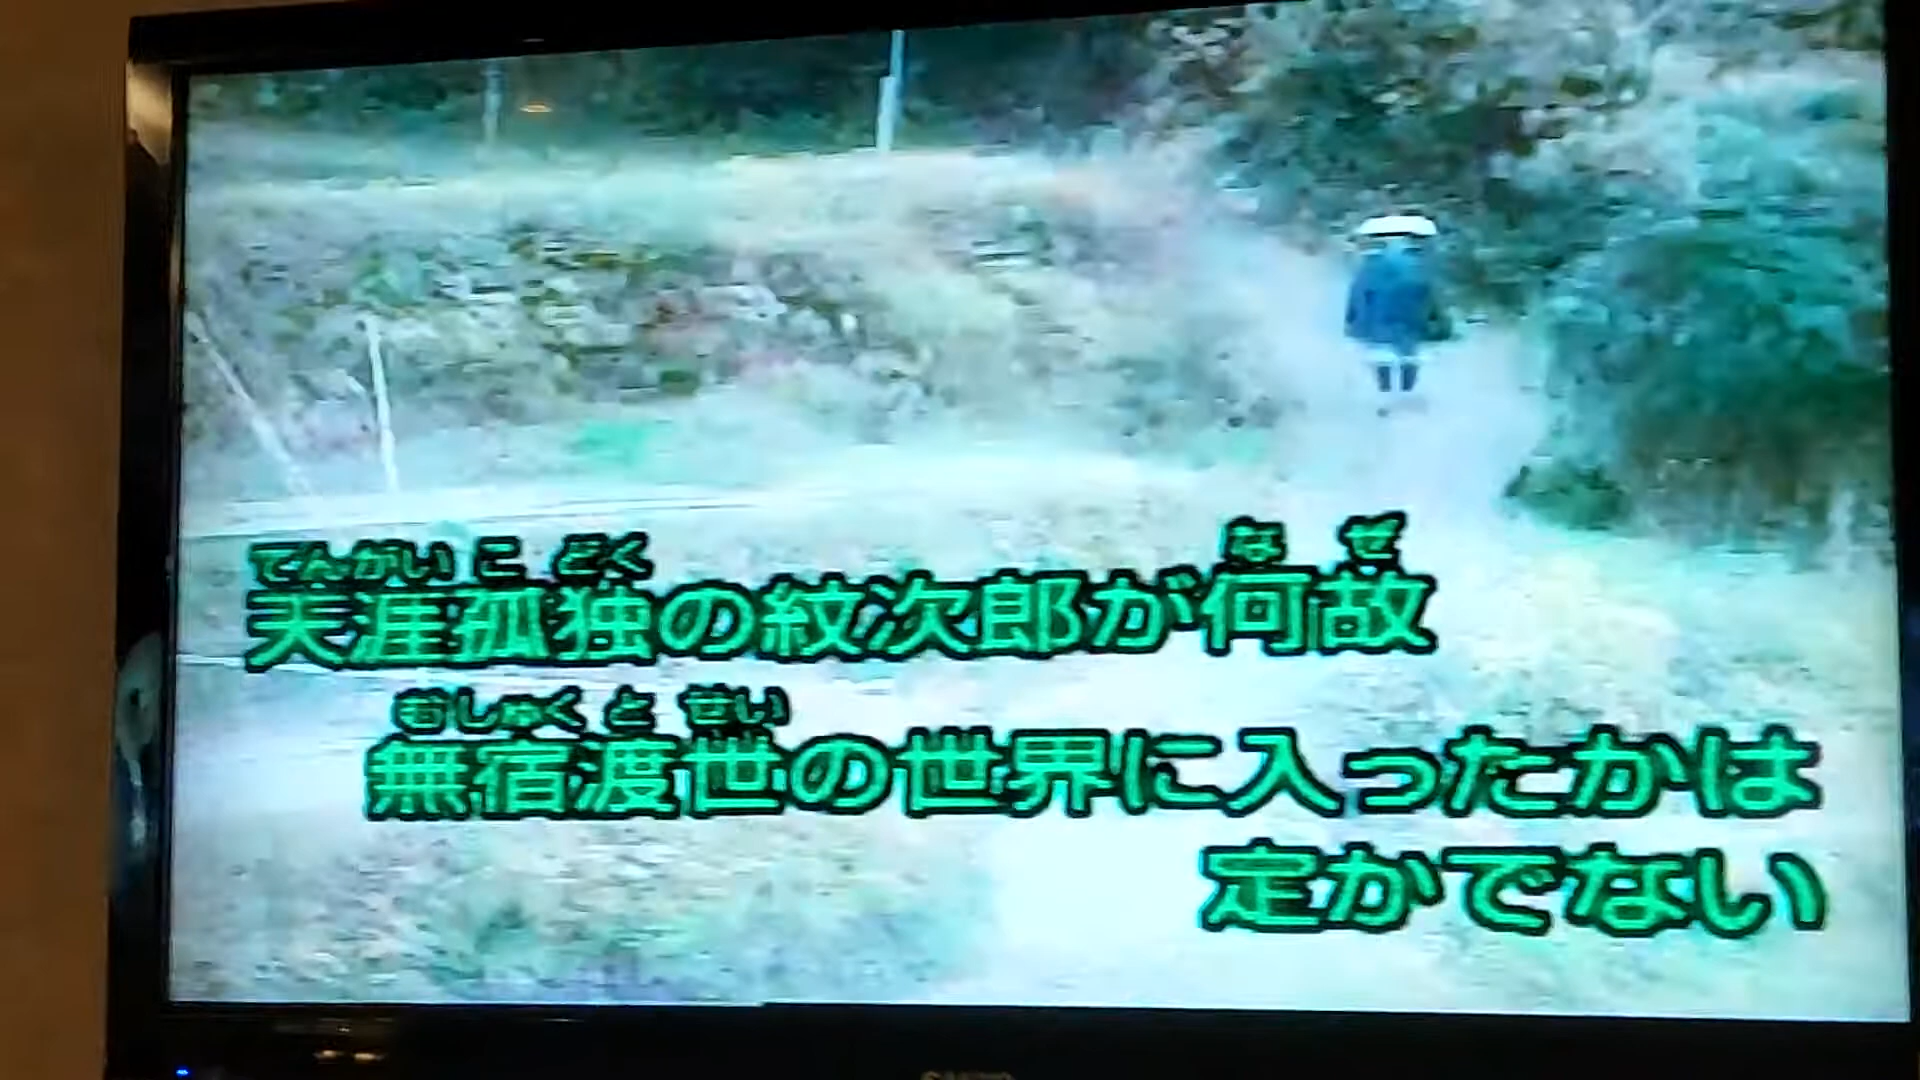 てんがい こ どく な ぜ
天涯孤独の紋次郎が何故
むしゅく と せい
無宿渡世の世界に入ったかは
定かでない